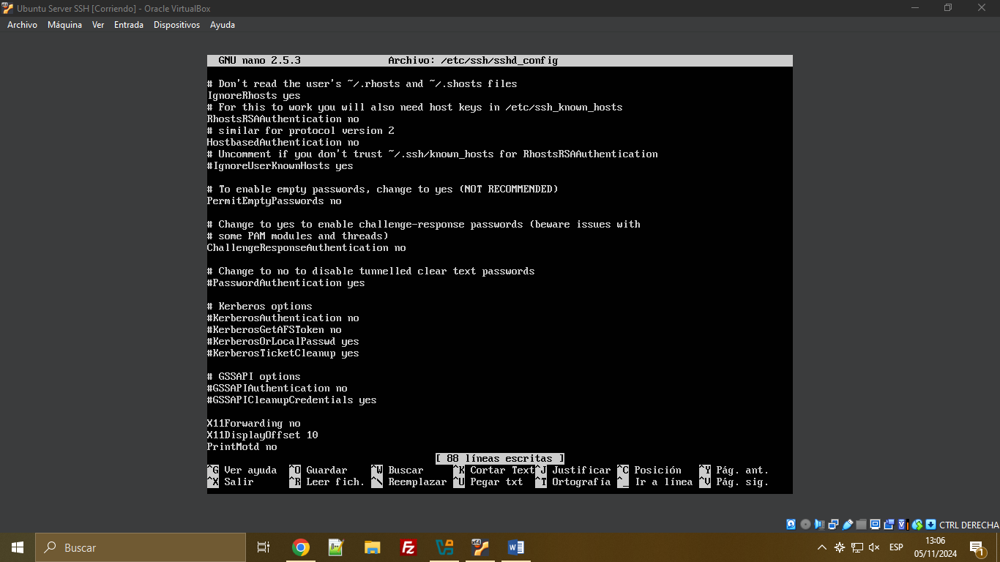 Ubuntu Server SSH [Corriendo] - Oracle VirtualBox
Archivo Máquina Ver Entrada Dispositivos Ayuda
GNU nano 2.5.3 Archivo: /etc/ssh/sshd_config
# Don't read the user's ~/.rhosts and ~/.shosts files
IgnoreRhosts yes
# For this to work you will also need host keys in /etc/ssh_known_hosts
RhostsRSAAuthentication no
# similar for protocol version 2
HostbasedAuthentication no
# Uncomment if you don't trust ~/.ssh/known_hosts for RhostsRSAAuthentication
#IgnoreUserKnownHosts yes
# To enable empty passwords, change to yes (NOT RECOMMENDED)
PermitEmptyPasswords no
# Change to yes to enable challenge-response passwords (beware issues with
# some PAM modules and threads)
ChallengeResponseAuthentication no
# Change to no to disable tunnelled clear text passwords
#PasswordAuthentication yes
# Kerberos options
#KerberosAuthentication no
#KerberosGetAFSToken no
#KerberosOrLocalPasswd yes
#KerberosTicketCleanup yes
# GSSAPI options
#GSSAPIAuthentication no
#GSSAPICleanupCredentials yes
X11Forwarding no
X11DisplayOffset 10
PrintMotd no
[ 88 líneas escritas ]
^G Ver ayuda ^O Guardar ^W Buscar ^K Cortar Text ^J Justificar ^C Posición ^Y Pág. ant.
^X Salir ^R Leer fich. ^\ Reemplazar ^U Pegar txt ^T Ortografía ^_ Ir a línea ^V Pág. sig.
CTRL DERECHA
Buscar
ESP
13:06
05/11/2024
1